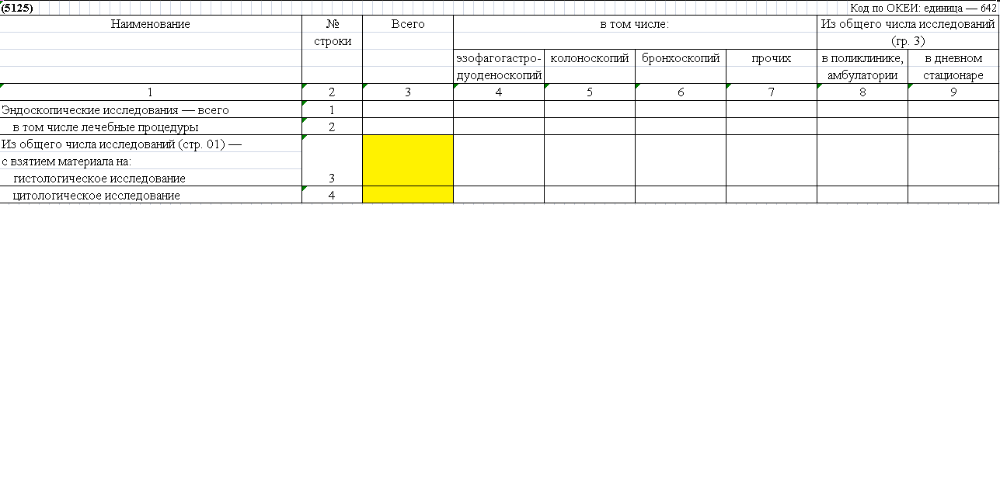 (5125) Код по ОКЕИ: единица — 642
Наименование № Всего в том числе: Из общего числа исследований
строки (гр. 3)
эзофагогастро- колоноскопий бронхоскопий прочих в поликлинике, в дневном
дуоденоскопий амбулатории стационаре
1 2 3 4 5 6 7 8 9
Эндоскопические исследования — всего 1
в том числе лечебные процедуры 2
Из общего числа исследований (стр. 01) —
с взятием материала на:
гистологическое исследование 3
цитологическое исследование 4